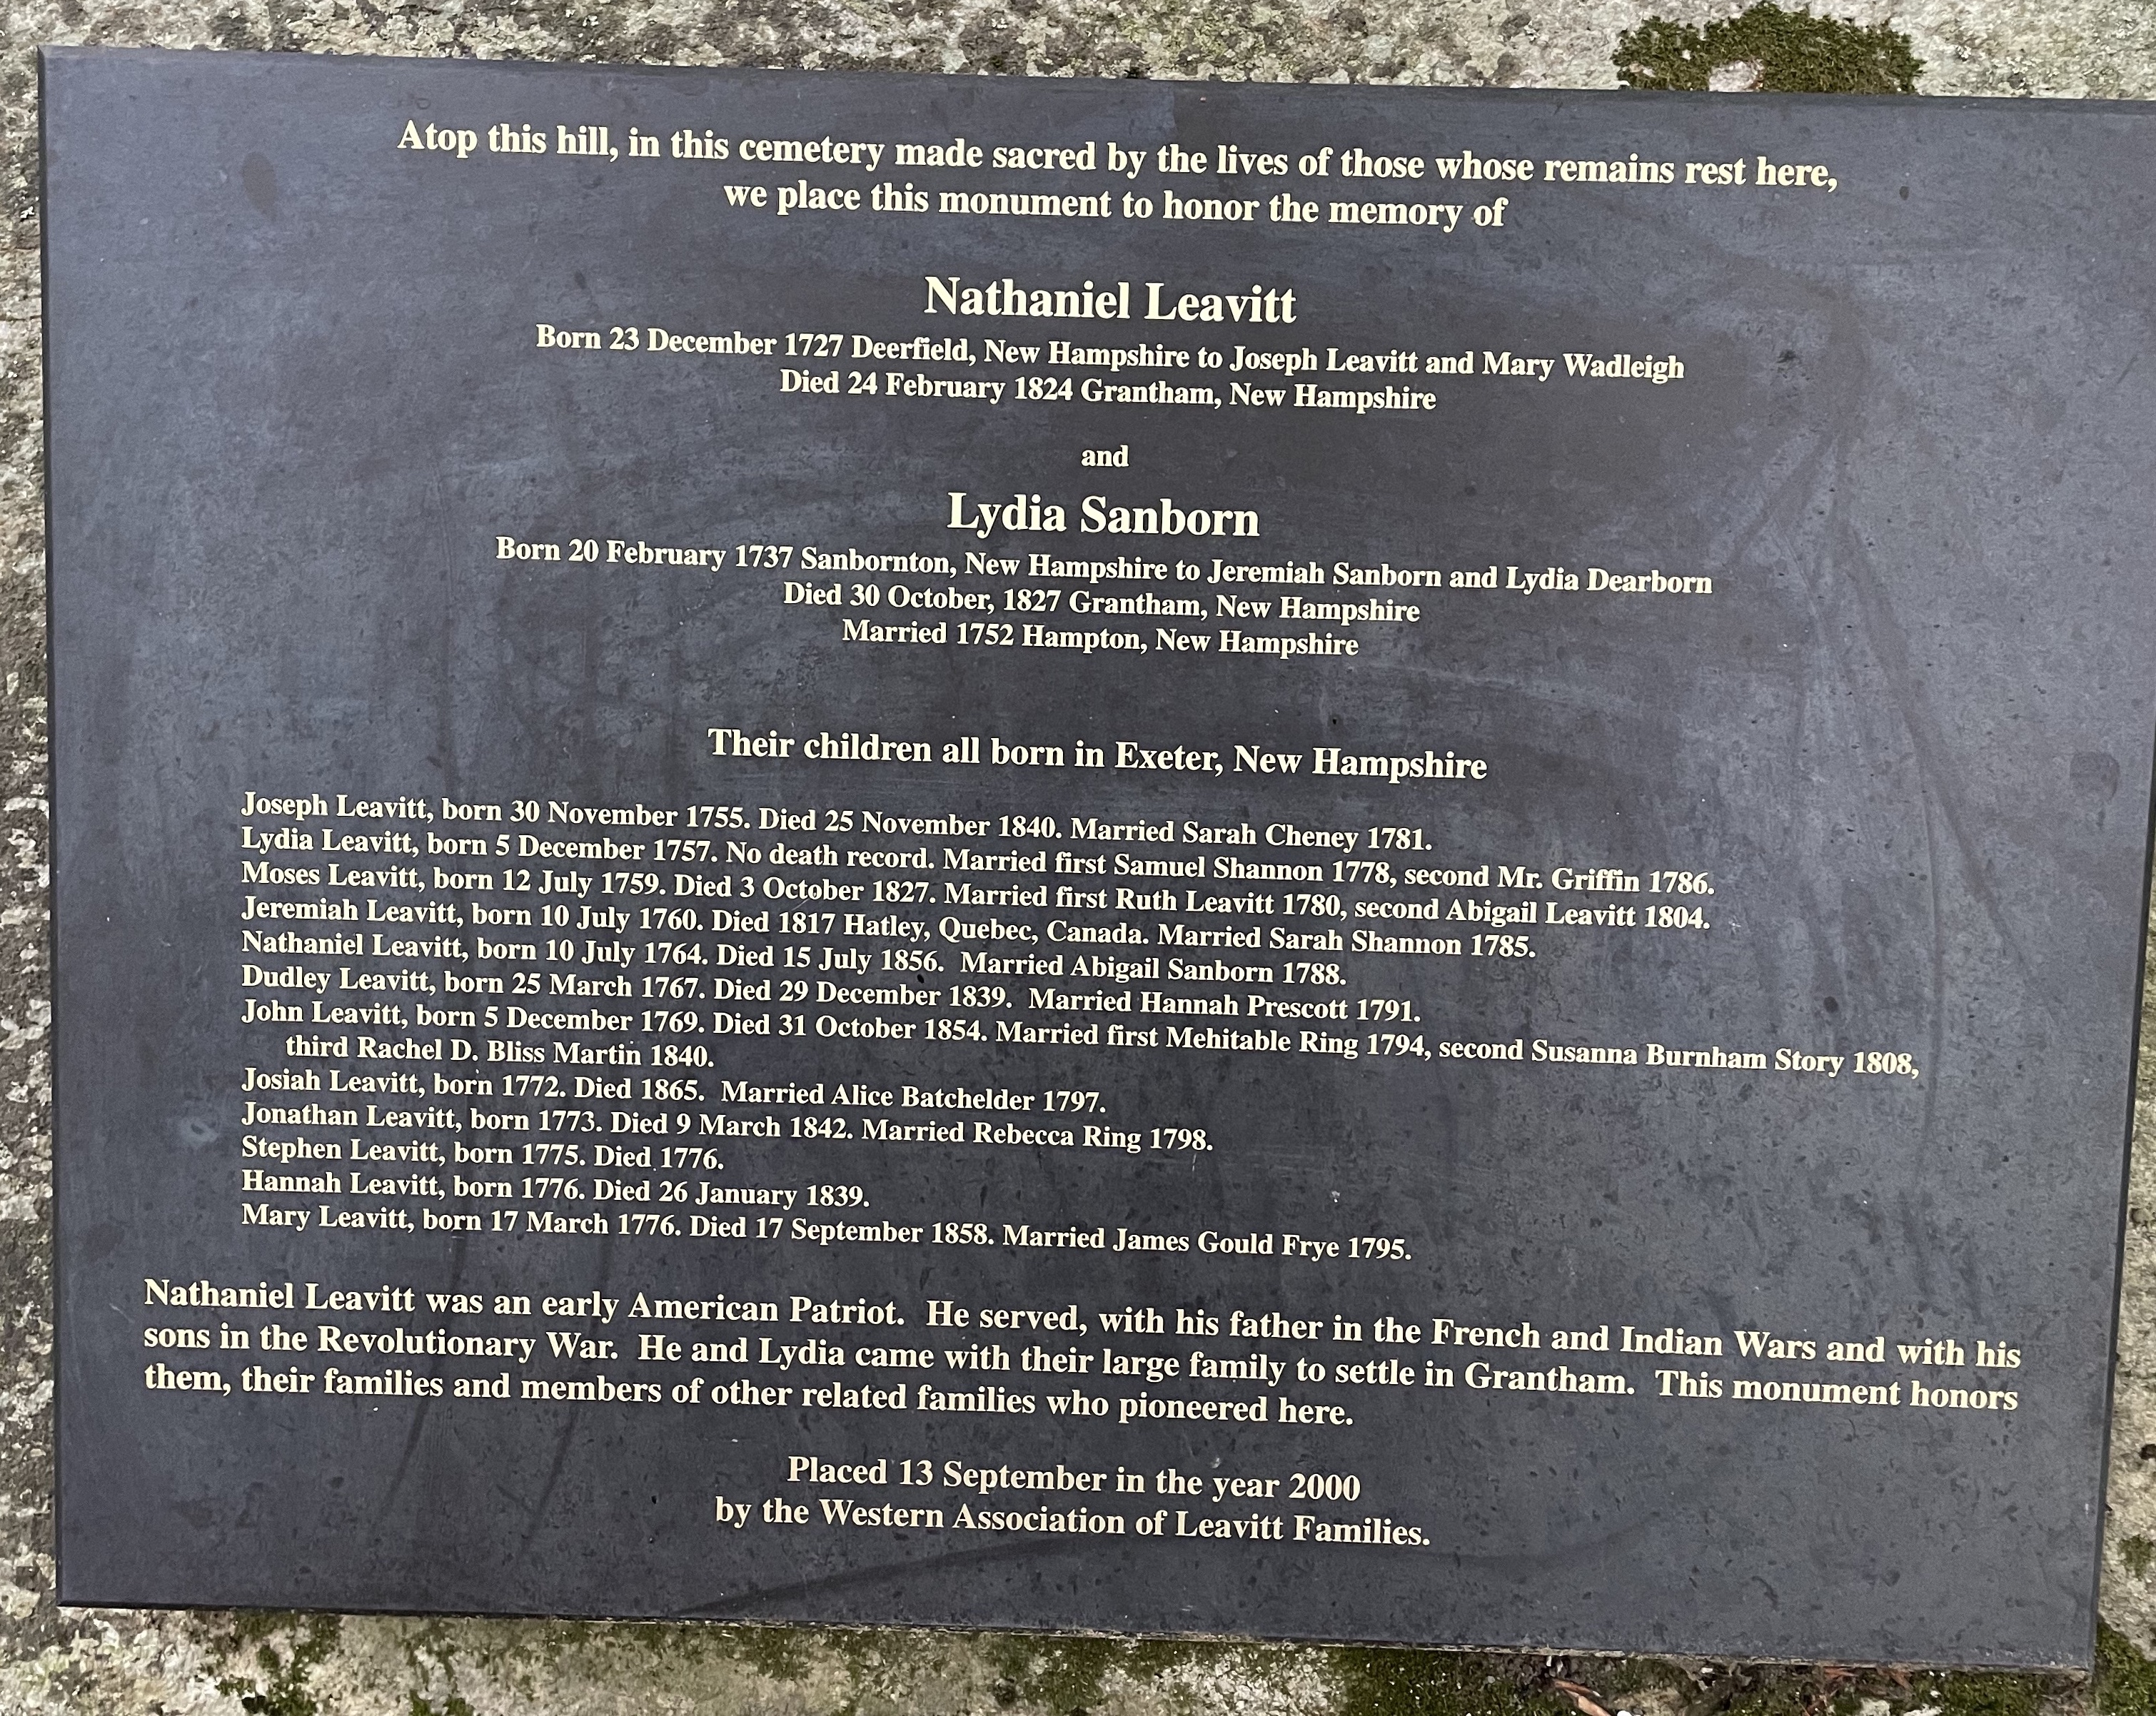 Atop this hill, in this cemetery made sacred by the lives of those whose remains rest here,
we place this monument to honor the memory of
Nathaniel Leavitt
Born 23 December 1727 Deerfield, New Hampshire to Joseph Leavitt and Mary Wadleigh
Died 24 February 1824 Grantham, New Hampshire
and
Lydia Sanborn
Born 20 February 1737 Sanbornton, New Hampshire to Jeremiah Sanborn and Lydia Dearborn
Died 30 October, 1827 Grantham, New Hampshire
Married 1752 Hampton, New Hampshire
Their children all born in Exeter, New Hampshire
Joseph Leavitt, born 30 November 1755. Died 25 November 1840. Married Sarah Cheney 1781.
Lydia Leavitt, born 5 December 1757. No death record. Married first Samuel Shannon 1778, second Mr. Griffin 1786.
Moses Leavitt, born 12 July 1759. Died 3 October 1827. Married first Ruth Leavitt 1780, second Abigail Leavitt 1804.
Jeremiah Leavitt, born 10 July 1760. Died 1817 Hatley, Quebec, Canada. Married Sarah Shannon 1785.
Nathaniel Leavitt, born 10 July 1764. Died 15 July 1856. Married Abigail Sanborn 1788.
Dudley Leavitt, born 25 March 1767. Died 29 December 1839. Married Hannah Prescott 1791.
John Leavitt, born 5 December 1769. Died 31 October 1854. Married first Mehitable Ring 1794, second Susanna Burnham Story 1808,
third Rachel D. Bliss Martin 1840.
Josiah Leavitt, born 1772. Died 1865. Married Alice Batchelder 1797.
Jonathan Leavitt, born 1773. Died 9 March 1842. Married Rebecca Ring 1798.
Stephen Leavitt, born 1775. Died 1776.
Hannah Leavitt, born 1776. Died 26 January 1839.
Mary Leavitt, born 17 March 1776. Died 17 September 1858. Married James Gould Frye 1795.
Nathaniel Leavitt was an early American Patriot. He served, with his father in the French and Indian Wars and with his
sons in the Revolutionary War. He and Lydia came with their large family to settle in Grantham. This monument honors
them, their families and members of other related families who pioneered here.
Placed 13 September in the year 2000
by the Western Association of Leavitt Families.